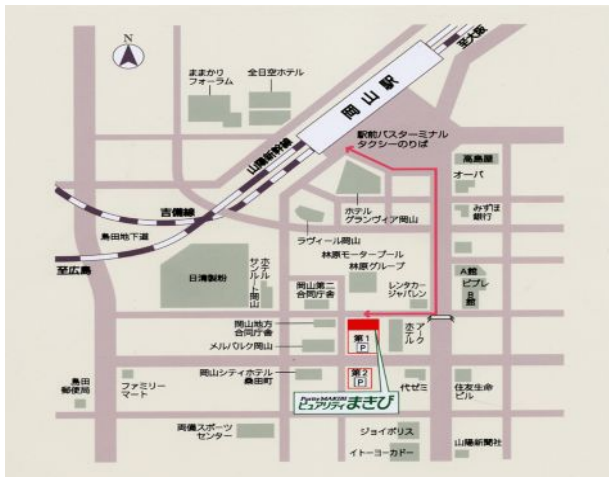 N
至大阪
全日空ホテル
ままかり
フォーラム
岡山駅
駅前バスターミナル
タクシーのりば
山陽新幹線
高島屋
オーパ
吉備線
ホテル
グランヴィア岡山
みずほ
銀行
島田地下道
ラヴィール岡山
林原モータープール
林原グループ
至広島
日清製粉
ホテル
サンルート岡山
岡山第二
合同庁舎
レンタカー
ジャパレン
A館
ビブレ
B館
岡山地方
合同庁舎
アーク
ホテル
第1
P
メルパルク岡山
岡山シティホテル
桑田町
第2
P
島田
郵便局
ファミリー
マート
代ゼミ
住友生命
ビル
Purity MAKIBI
ピュアリティまきび
両備スポーツ
センター
ジョイポリス
イトーヨーカドー
山陽新聞社